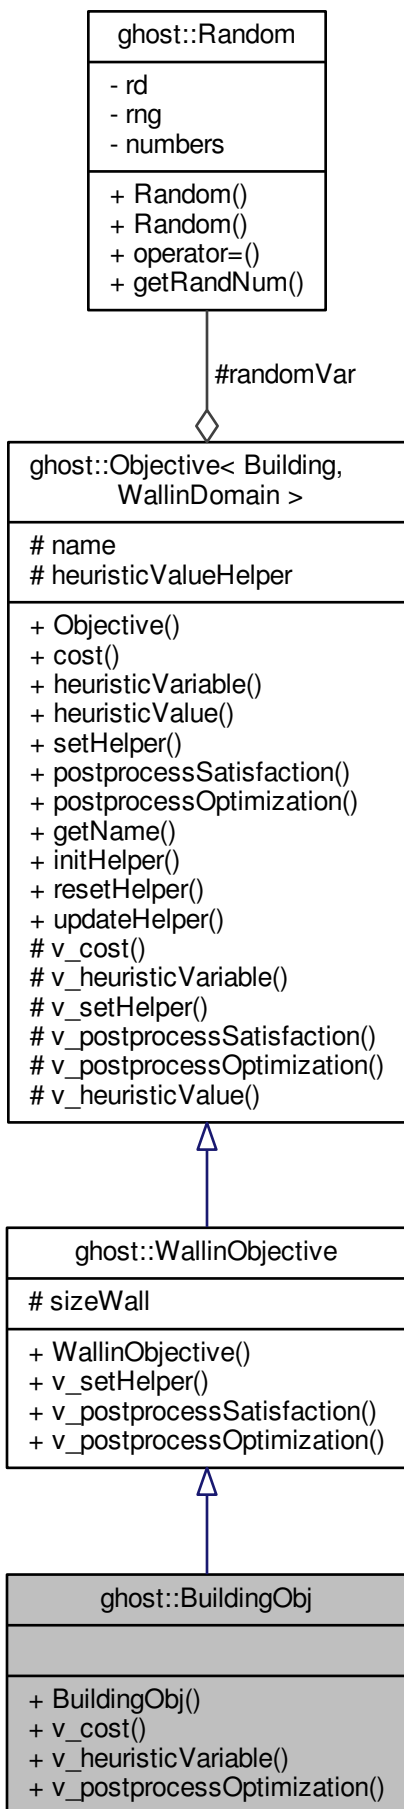 ghost::Random
- rd
- rng
- numbers
+ Random()
+ Random()
+ operator=()
+ getRandNum()
#randomVar
ghost::Objective< Building,
WallinDomain >
# name
# heuristicValueHelper
+ Objective()
+ cost()
+ heuristicVariable()
+ heuristicValue()
+ setHelper()
+ postprocessSatisfaction()
+ postprocessOptimization()
+ getName()
+ initHelper()
+ resetHelper()
+ updateHelper()
# v_cost()
# v_heuristicVariable()
# v_setHelper()
# v_postprocessSatisfaction()
# v_postprocessOptimization()
# v_heuristicValue()
ghost::WallinObjective
# sizeWall
+ WallinObjective()
+ v_setHelper()
+ v_postprocessSatisfaction()
+ v_postprocessOptimization()
ghost::BuildingObj
+ BuildingObj()
+ v_cost()
+ v_heuristicVariable()
+ v_postprocessOptimization()